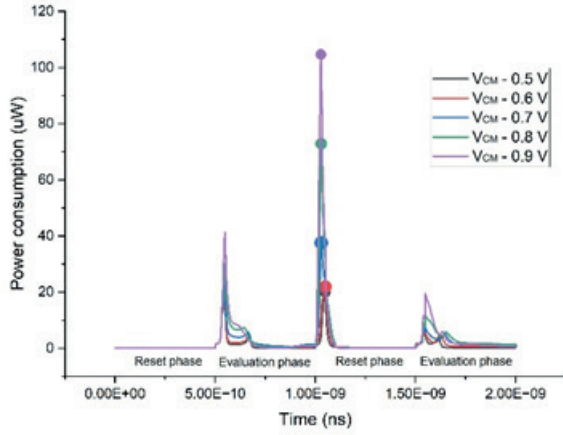 120
100
80
60
40
20
0
Power consumption (uW)
VCM - 0.5 V
VCM - 0.6 V
VCM - 0.7 V
VCM - 0.8 V
VCM - 0.9 V
Reset phase Evaluation phase Reset phase Evaluation phase
0.00E+00 5.00E-10 1.00E-09 1.50E-09 2.00E-09
Time (ns)